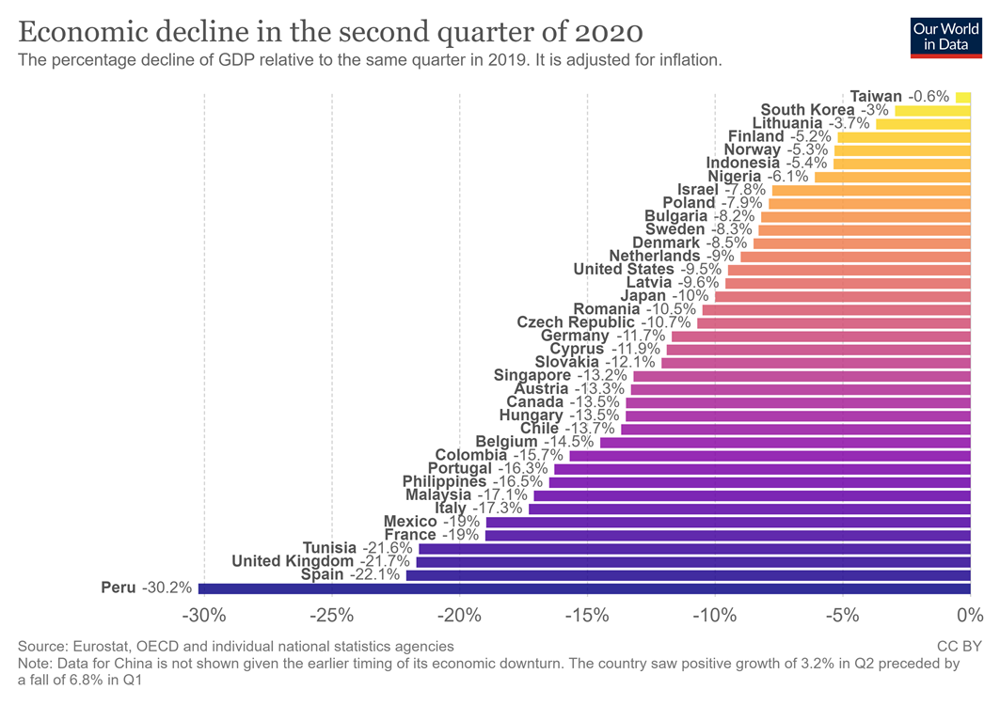 Economic decline in the second quarter of 2020
Our World
in Data
The percentage decline of GDP relative to the same quarter in 2019. It is adjusted for inflation.
Taiwan -0.6%
South Korea -3%
Lithuania -3.7%
Finland -5.2%
Norway -5.3%
Indonesia -5.4%
Nigeria -6.1%
Israel -7.8%
Poland -7.9%
Bulgaria -8.2%
Sweden -8.3%
Denmark -8.5%
Netherlands -9%
United States -9.5%
Latvia -9.6%
Japan -10%
Romania -10.5%
Czech Republic -10.7%
Germany -11.7%
Cyprus -11.9%
Slovakia -12.1%
Singapore -13.2%
Austria -13.3%
Canada -13.5%
Hungary -13.5%
Chile -13.7%
Belgium -14.5%
Colombia -15.7%
Portugal -16.3%
Philippines -16.5%
Malaysia -17.1%
Italy -17.3%
Mexico -19%
France -19%
Tunisia -21.6%
United Kingdom -21.7%
Spain -22.1%
Peru -30.2%
-30% -25% -20% -15% -10% -5% 0%
Source: Eurostat, OECD and individual national statistics agencies
CC BY
Note: Data for China is not shown given the earlier timing of its economic downturn. The country saw positive growth of 3.2% in Q2 preceded by
a fall of 6.8% in Q1